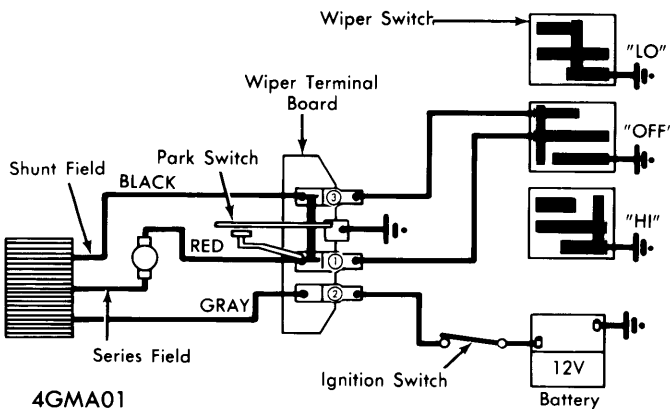 Wiper Switch
"LO"
Wiper Terminal
Board
Park Switch
"OFF"
Shunt Field
BLACK
3
RED
"HI"
1
GRAY
2
Series Field
Ignition Switch
12V
4GMA01
Battery